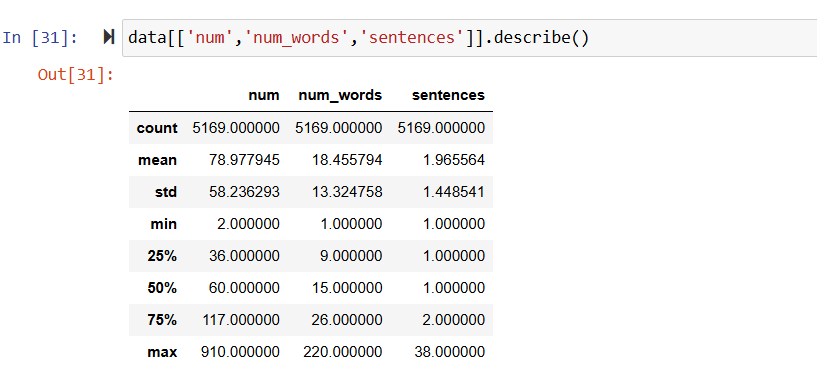 In [31]: data[['num','num_words','sentences']].describe()
Out[31]:
num num_words sentences
count 5169.000000 5169.000000 5169.000000
mean 78.977945 18.455794 1.965564
std 58.236293 13.324758 1.448541
min 2.000000 1.000000 1.000000
25% 36.000000 9.000000 1.000000
50% 60.000000 15.000000 1.000000
75% 117.000000 26.000000 2.000000
max 910.000000 220.000000 38.000000